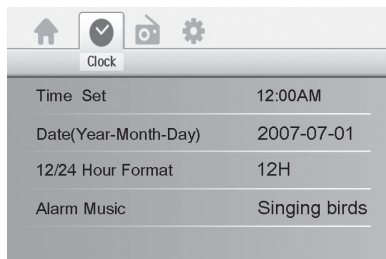 Clock
Time Set 12:00AM
Date(Year-Month-Day) 2007-07-01
12/24 Hour Format 12H
Alarm Music Singing birds